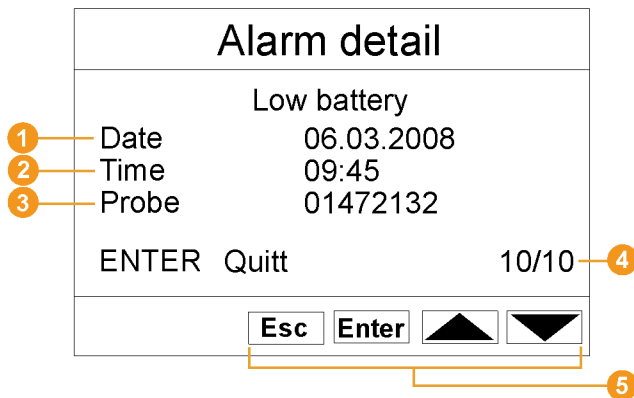 Alarm detail
Low battery
1 Date 06.03.2008
2 Time 09:45
3 Probe 01472132
ENTER Quitt 10/10 4
Esc Enter
5